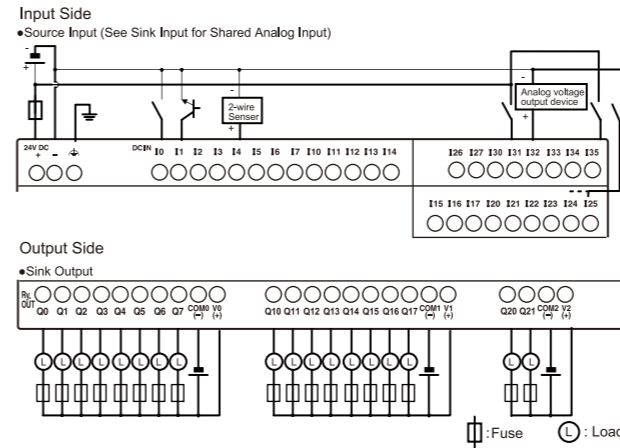 Input Side
●Source Input (See Sink Input for Shared Analog Input)
-
+
2-wire
Senser
-
+
Analog voltage
output device
-
+
24V DC
+ -
DC IN I0 I1 I2 I3 I4 I5 I6 I7 I10 I11 I12 I13 I14
I26 I27 I30 I31 I32 I33 I34 I35
I15 I16 I17 I20 I21 I22 I23 I24 I25
Output Side
●Sink Output
Ry. OUT
Q0 Q1 Q2 Q3 Q4 Q5 Q6 Q7 COM0 (-) V0 (+)
Q10 Q11 Q12 Q13 Q14 Q15 Q16 Q17 COM1 (-) V1 (+)
Q20 Q21 COM2 (-) V2 (+)
L L L L L L L L
L L L L L L L L
L L
:Fuse
L : Load